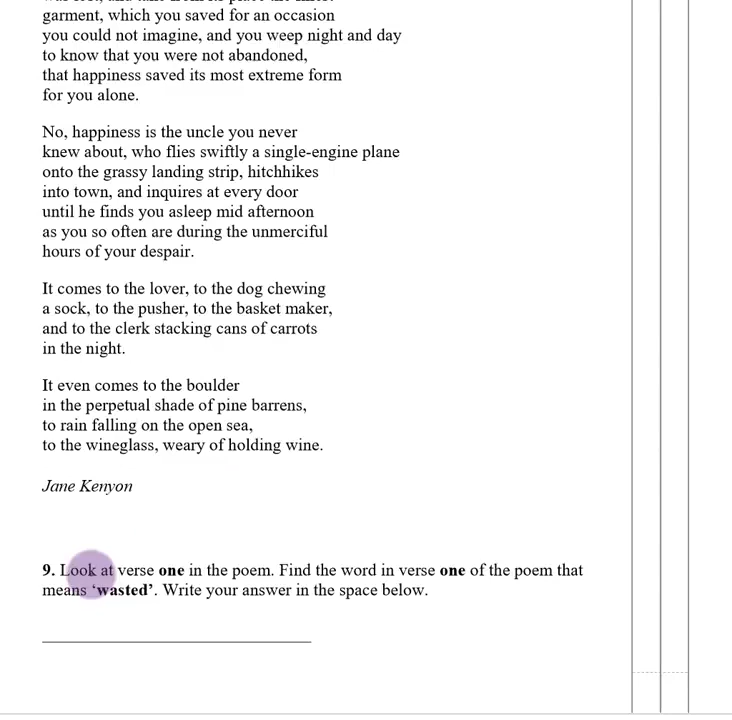 garment, which you saved for an occasion
you could not imagine, and you weep night and day
to know that you were not abandoned,
that happiness saved its most extreme form
for you alone.
No, happiness is the uncle you never
knew about, who flies swiftly a single-engine plane
onto the grassy landing strip, hitchhikes
into town, and inquires at every door
until he finds you asleep mid afternoon
as you so often are during the unmerciful
hours of your despair.
It comes to the lover, to the dog chewing
a sock, to the pusher, to the basket maker,
and to the clerk stacking cans of carrots
in the night.
It even comes to the boulder
in the perpetual shade of pine barrens,
to rain falling on the open sea,
to the wineglass, weary of holding wine.
Jane Kenyon
9. Look at verse one in the poem. Find the word in verse one of the poem that
means ‘wasted’. Write your answer in the space below.